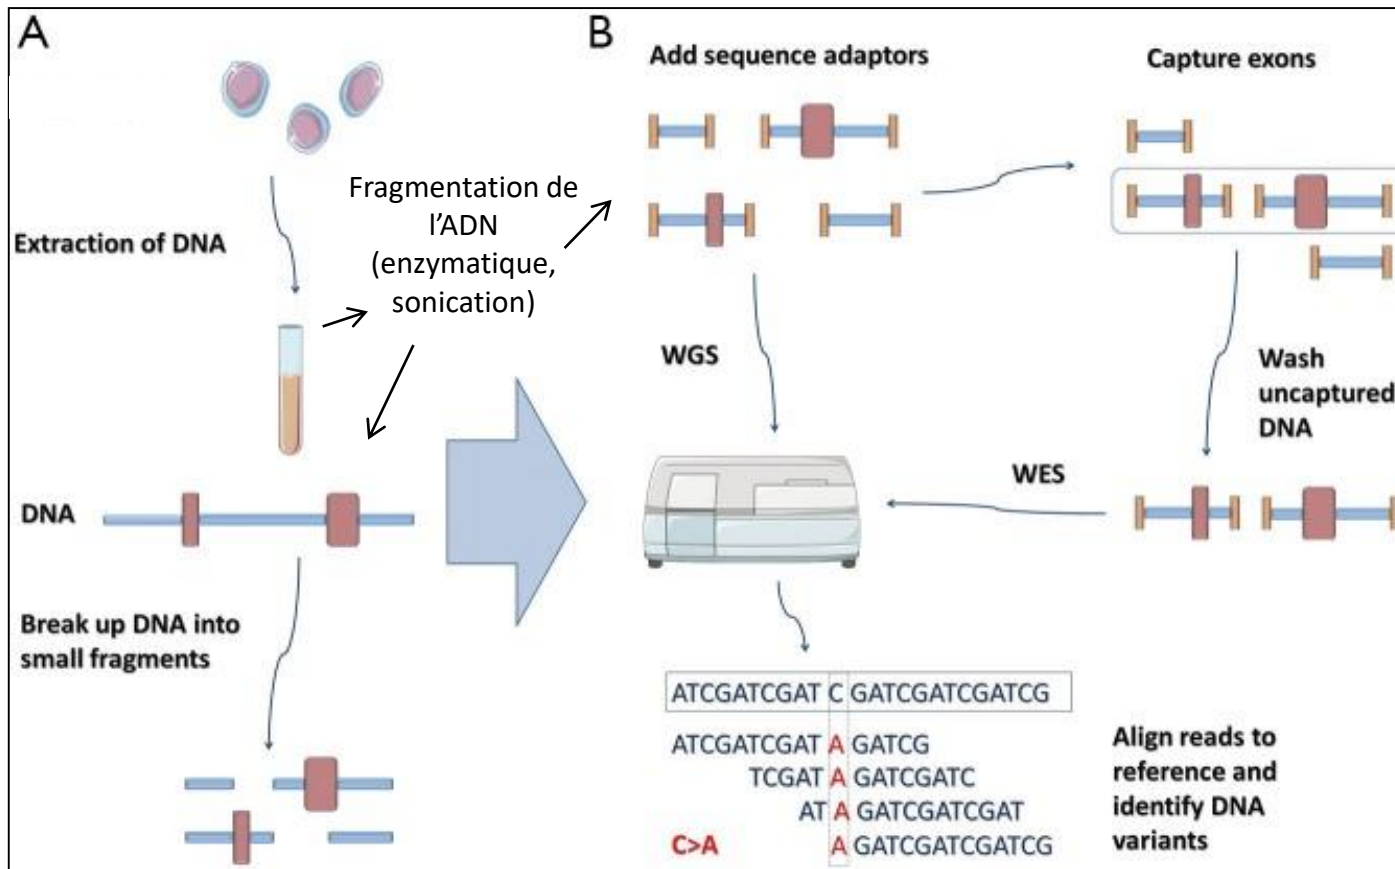 A
Extraction of DNA
Fragmentation de
l’ADN
(enzymatique,
sonication)
DNA
Break up DNA into
small fragments
B
Add sequence adaptors
Capture exons
WGS
Wash
uncaptured
DNA
WES
ATCGATCGAT C GATCGATCGATCG
ATCGATCGAT A GATCG
TCGAT A GATCGATC
AT A GATCGATCGAT
C>A A GATCGATCGATCG
Align reads to
reference and
identify DNA
variants